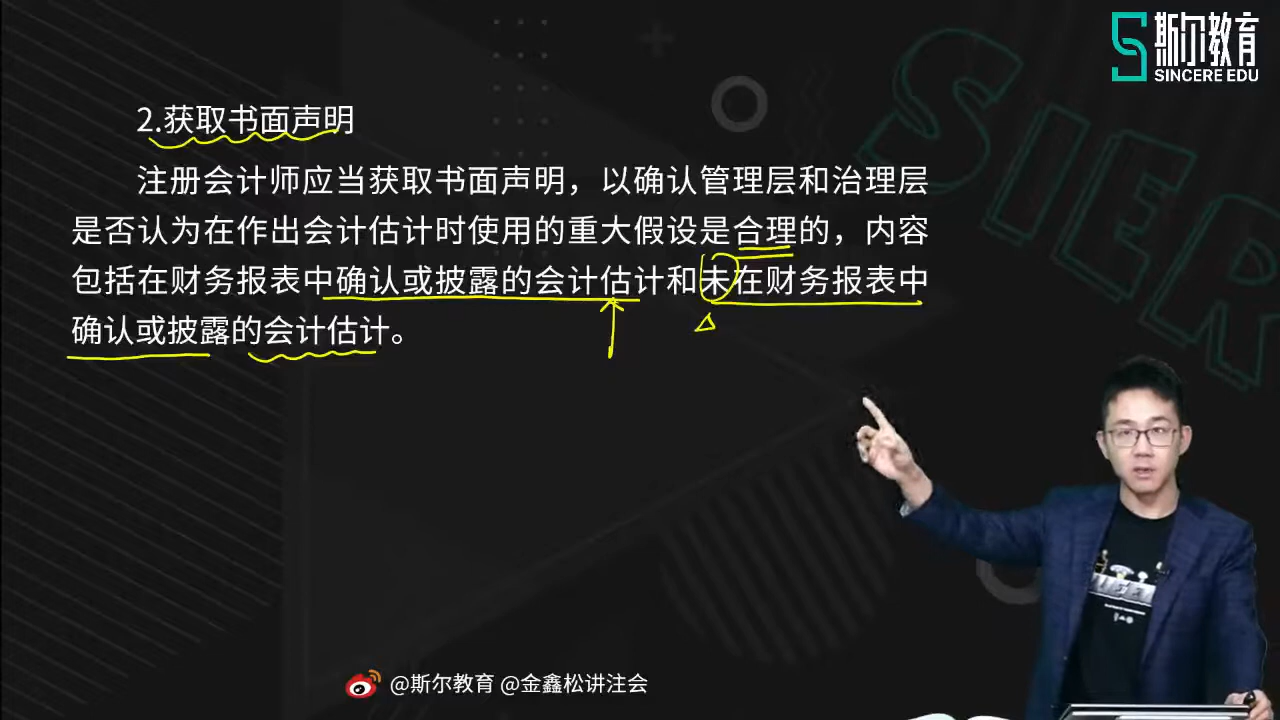 斯尔教育
SINCERE EDU
2.获取书面声明
注册会计师应当获取书面声明，以确认管理层和治理层
是否认为在作出会计估计时使用的重大假设是合理的，内容
包括在财务报表中确认或披露的会计估计和未在财务报表中
确认或披露的会计估计。
@斯尔教育 @金鑫松讲注会